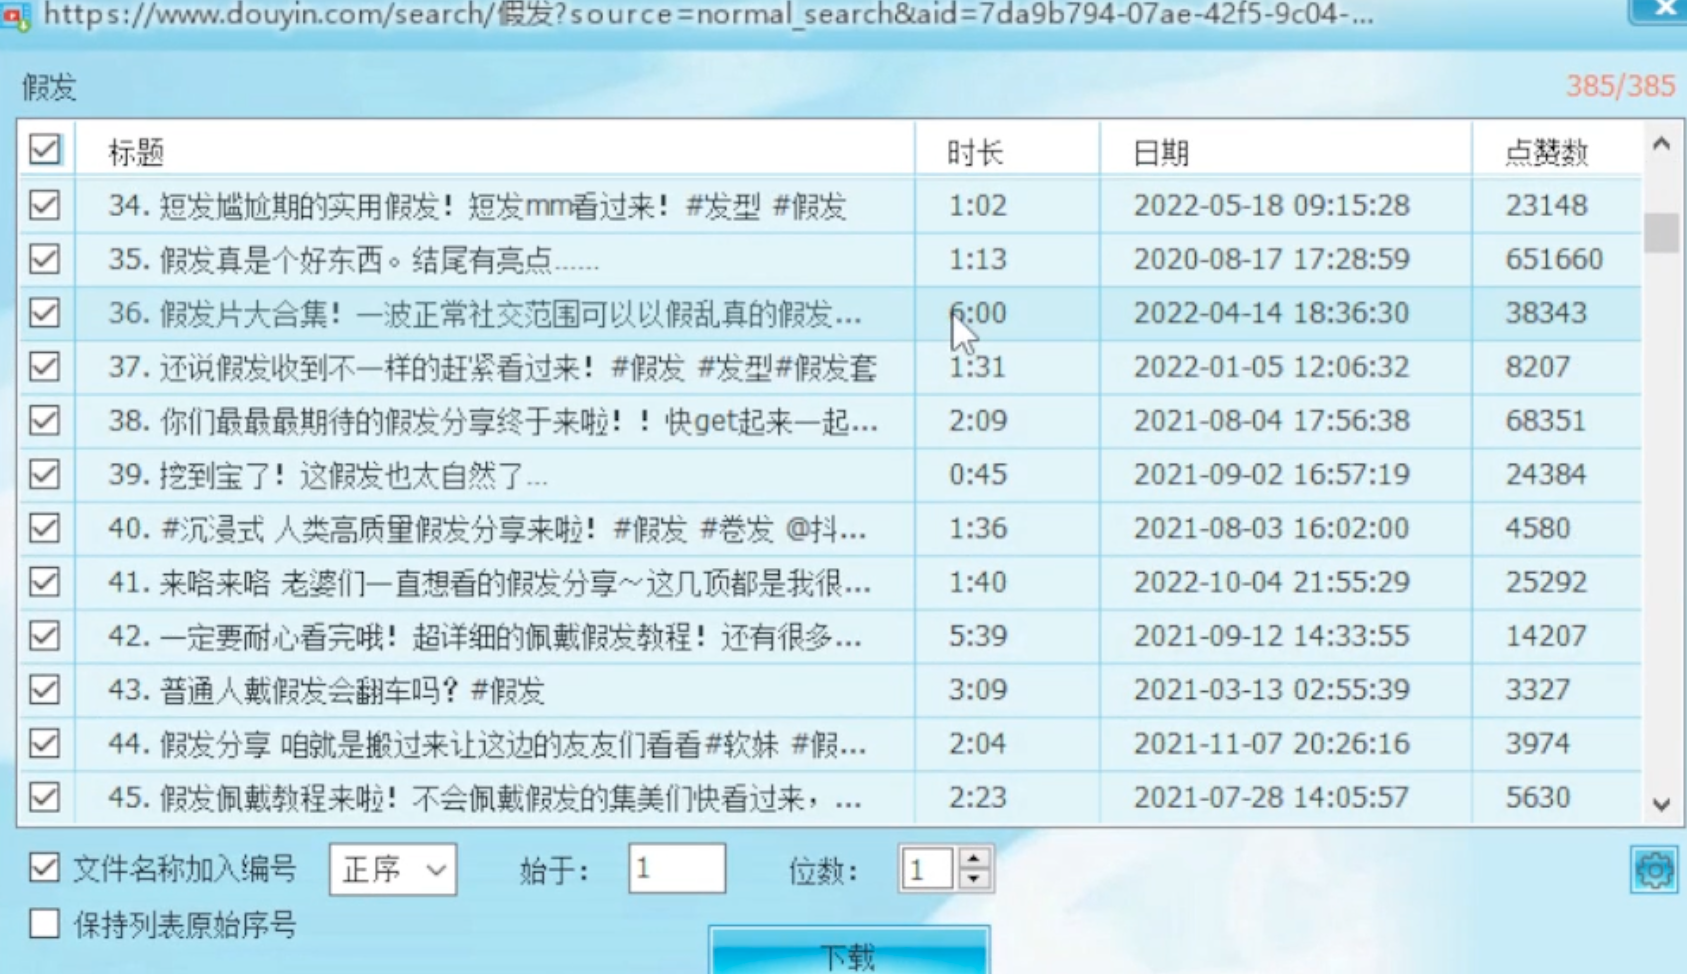 https://www.douyin.com/search/假发?source=normal_search&aid=7da9b794-07ae-42f5-9c04-...
假发 385/385
标题 时长 日期 点赞数
34. 短发尴尬期的实用假发！短发mm看过来！#发型 #假发 1:02 2022-05-18 09:15:28 23148
35. 假发真是个好东西。结尾有亮点...... 1:13 2020-08-17 17:28:59 651660
36. 假发片大合集！一波正常社交范围可以以假乱真的假发... 6:00 2022-04-14 18:36:30 38343
37. 还说假发收到不一样的赶紧看过来！#假发 #发型#假发套 1:31 2022-01-05 12:06:32 8207
38. 你们最最最期待的假发分享终于来啦！！快get起来一起... 2:09 2021-08-04 17:56:38 68351
39. 挖到宝了！这假发也太自然了... 0:45 2021-09-02 16:57:19 24384
40. #沉浸式 人类高质量假发分享来啦！#假发 #卷发 @抖... 1:36 2021-08-03 16:02:00 4580
41. 来咯来咯 老婆们一直想看的假发分享～这几顶都是我很... 1:40 2022-10-04 21:55:29 25292
42. 一定要耐心看完哦！超详细的佩戴假发教程！还有很多... 5:39 2021-09-12 14:33:55 14207
43. 普通人戴假发会翻车吗？#假发 3:09 2021-03-13 02:55:39 3327
44. 假发分享 咱就是搬过来让这边的友友们看看#软妹 #假... 2:04 2021-11-07 20:26:16 3974
45. 假发佩戴教程来啦！不会佩戴假发的集美们快看过来，... 2:23 2021-07-28 14:05:57 5630
文件名称加入编号 正序 始于： 1 位数： 1
保持列表原始序号
下载